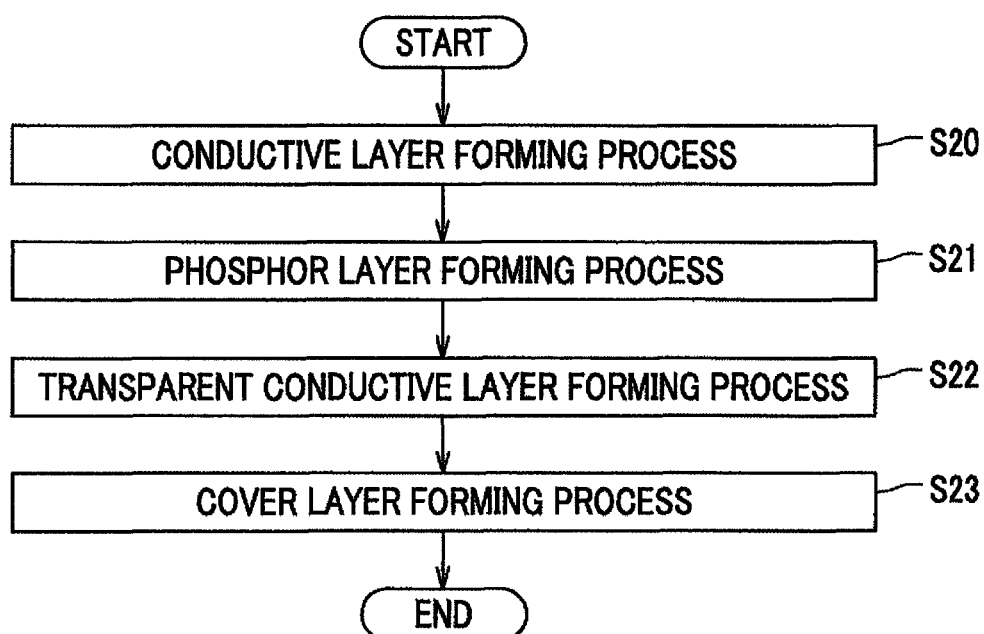 START
CONDUCTIVE LAYER FORMING PROCESS
S20
PHOSPHOR LAYER FORMING PROCESS
S21
TRANSPARENT CONDUCTIVE LAYER FORMING PROCESS
S22
COVER LAYER FORMING PROCESS
S23
END